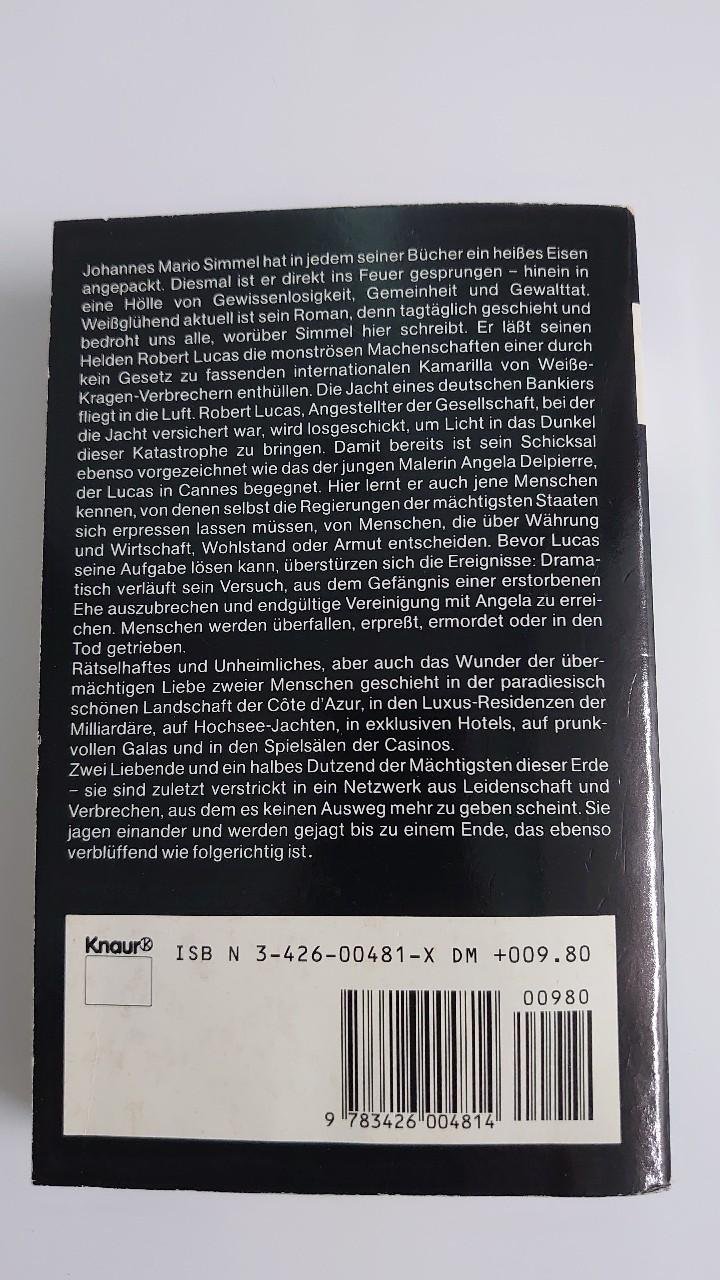 Johannes Mario Simmel hat in jedem seiner Bücher ein heißes Eisen
angepackt. Diesmal ist er direkt ins Feuer gesprungen – hinein in
eine Hölle von Gewissenlosigkeit, Gemeinheit und Gewalttat.
Weißglühend aktuell ist sein Roman, denn tagtäglich geschieht und
bedroht uns alle, worüber Simmel hier schreibt. Er läßt seinen
Helden Robert Lucas die monströsen Machenschaften einer durch
kein Gesetz zu fassenden internationalen Kamarilla von Weiße-
Kragen-Verbrechern enthüllen. Die Jacht eines deutschen Bankiers
fliegt in die Luft. Robert Lucas, Angestellter der Gesellschaft, bei der
die Jacht versichert war, wird losgeschickt, um Licht in das Dunkel
dieser Katastrophe zu bringen. Damit bereits ist sein Schicksal
ebenso vorgezeichnet wie das der jungen Malerin Angela Delpierre,
der Lucas in Cannes begegnet. Hier lernt er auch jene Menschen
kennen, von denen selbst die Regierungen der mächtigsten Staaten
sich erpressen lassen müssen, von Menschen, die über Währung
und Wirtschaft, Wohlstand oder Armut entscheiden. Bevor Lucas
seine Aufgabe lösen kann, überstürzen sich die Ereignisse: Drama-
tisch verläuft sein Versuch, aus dem Gefängnis einer erstorbenen
Ehe auszubrechen und endgültige Vereinigung mit Angela zu errei-
chen. Menschen werden überfallen, erpreßt, ermordet oder in den
Tod getrieben.
Rätselhaftes und Unheimliches, aber auch das Wunder der über-
mächtigen Liebe zweier Menschen geschieht in der paradiesisch
schönen Landschaft der Côte d'Azur, in den Luxus-Residenzen der
Milliardäre, auf Hochsee-Jachten, in exklusiven Hotels, auf prunk-
vollen Galas und in den Spielsälen der Casinos.
Zwei Liebende und ein halbes Dutzend der Mächtigsten dieser Erde
– sie sind zuletzt verstrickt in ein Netzwerk aus Leidenschaft und
Verbrechen, aus dem es keinen Ausweg mehr zu geben scheint. Sie
jagen einander und werden gejagt bis zu einem Ende, das ebenso
verblüffend wie folgerichtig ist.
Knaur K
ISB N 3-426-00481-X DM +009.80
00980
9 783426 004814